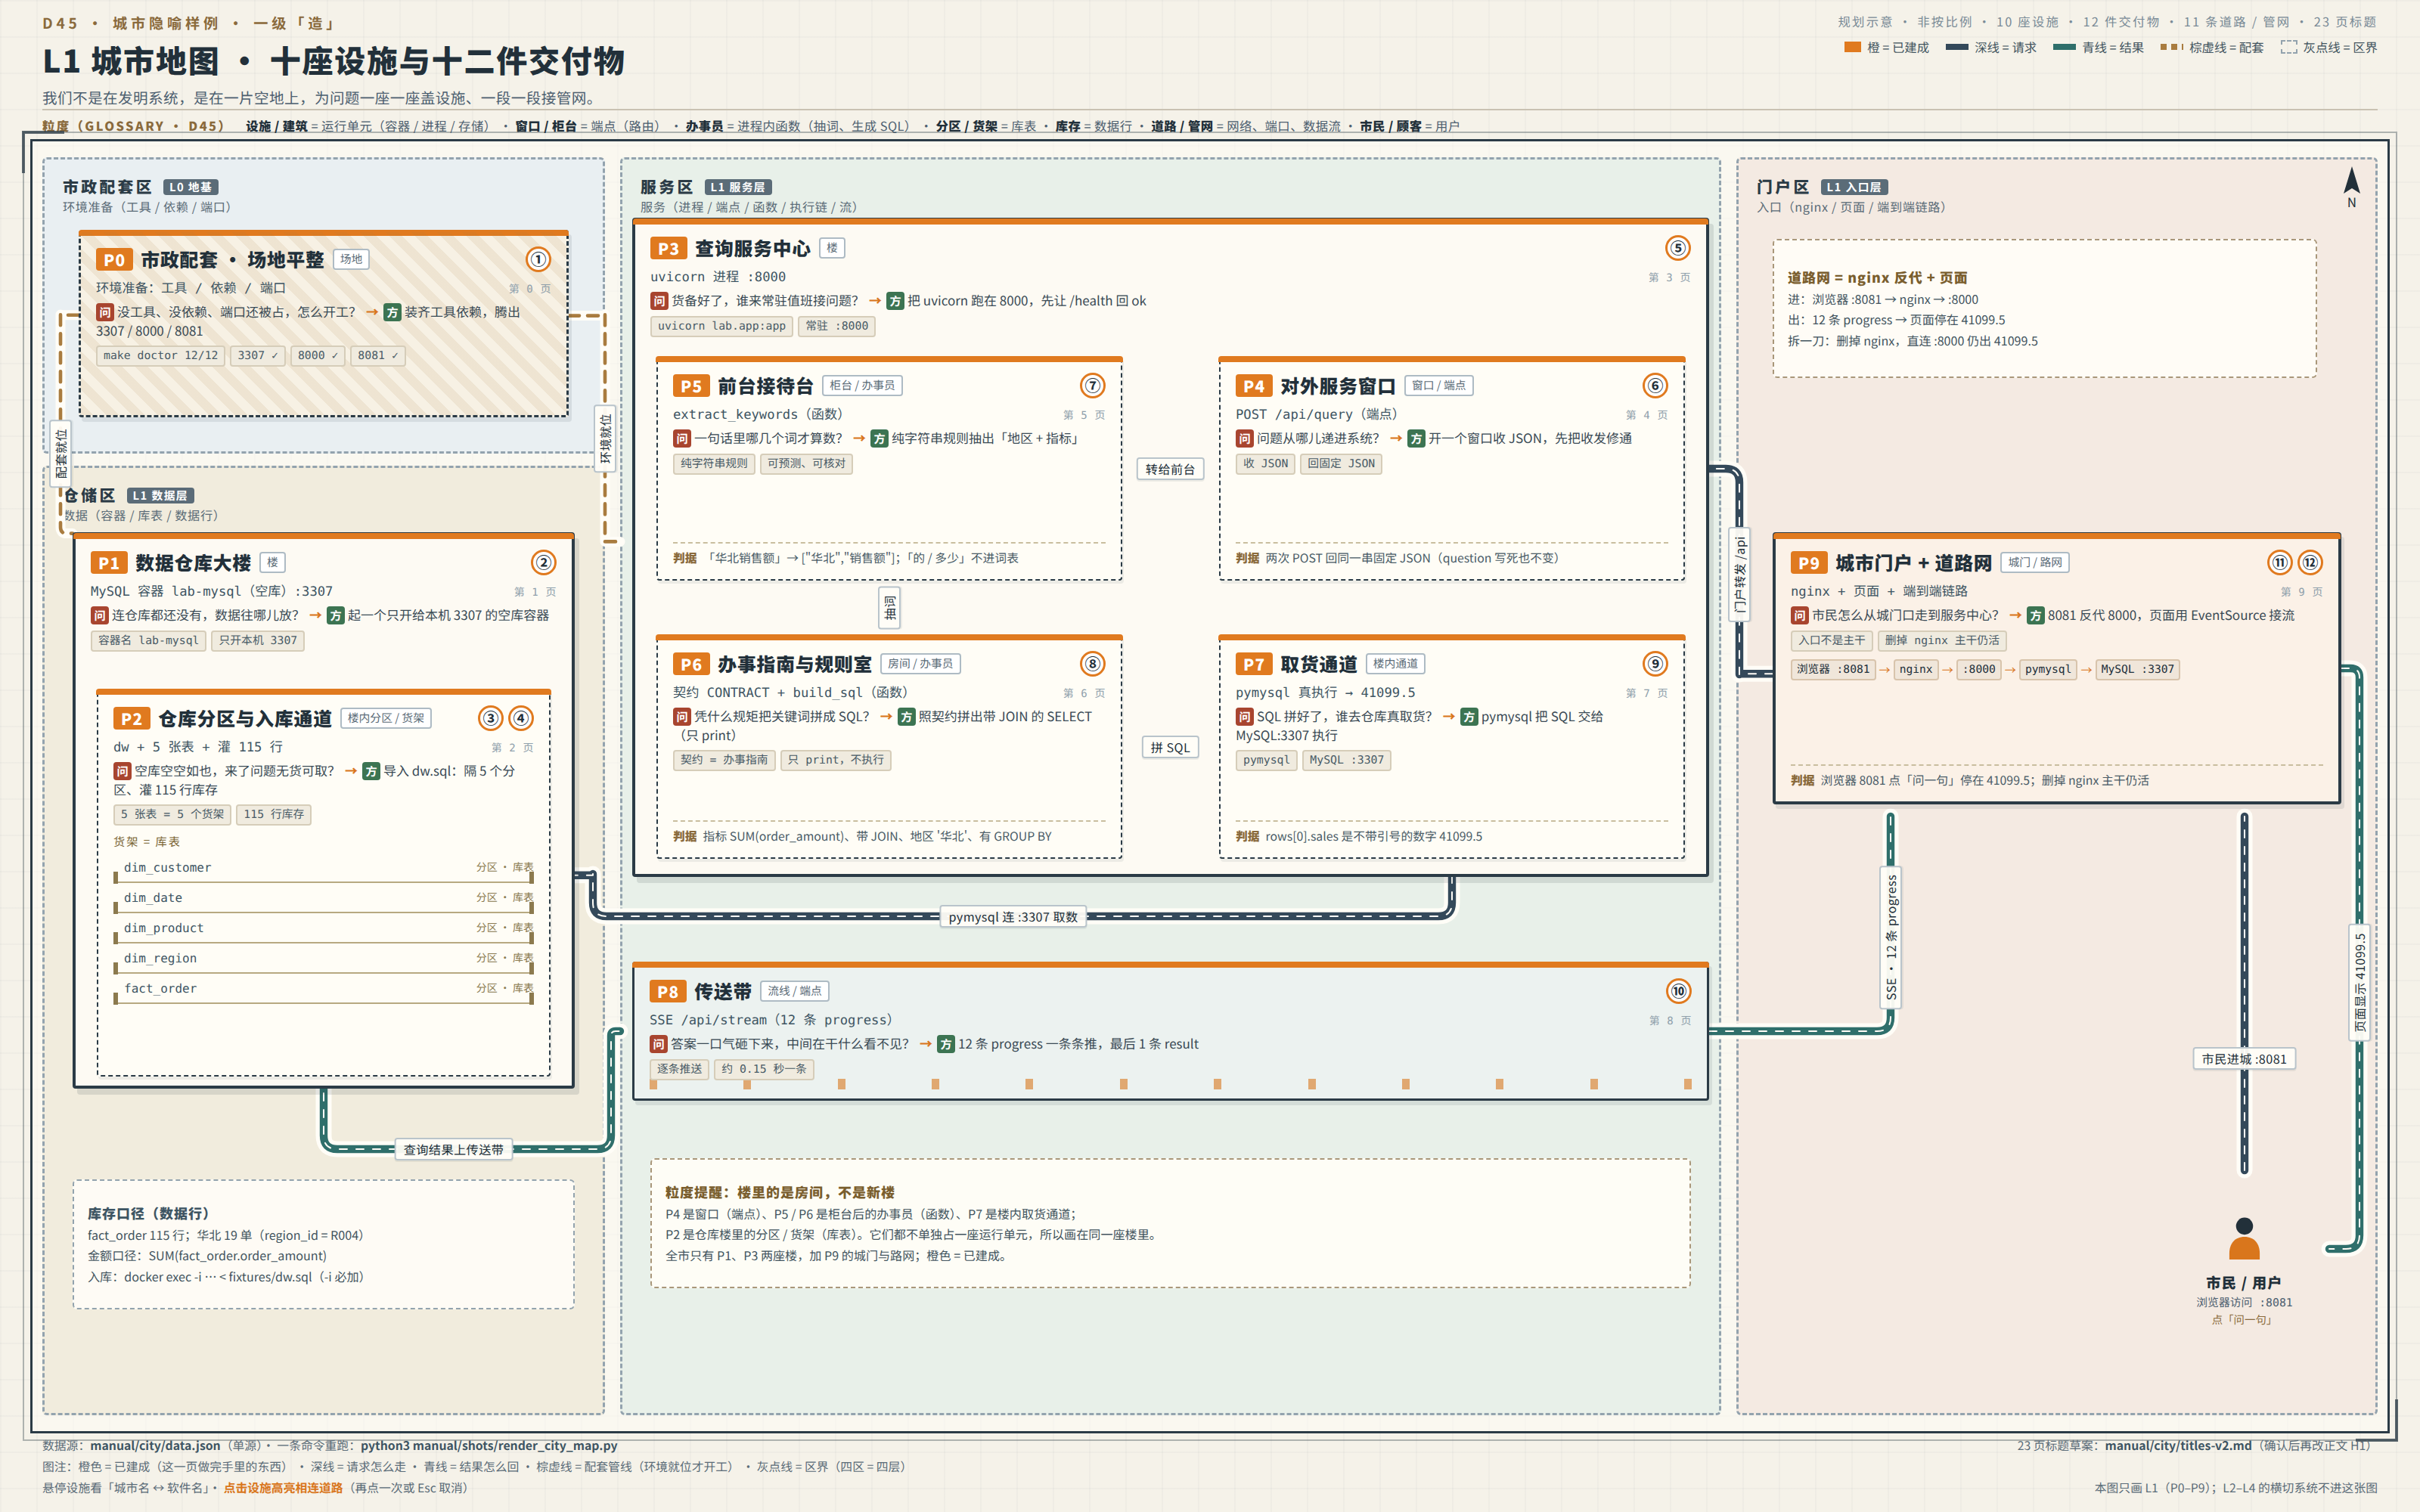 D45 · 城市隐喻样例 · 一级「造」
L1 城市地图 · 十座设施与十二件交付物
我们不是在发明系统，是在一片空地上，为问题一座一座盖设施、一段一段接管网。
规划示意 · 非按比例 · 10 座设施 · 12 件交付物 · 11 条道路 / 管网 · 23 页标题
橙=已建成 深线=请求 青线=结果 棕虚线=配套 灰点线=区界
粒度（GLOSSARY · D45） 设施 / 建筑 = 运行单元（容器 / 进程 / 存储） · 窗口 / 柜台 = 端点（路由） · 办事员 = 进程内函数（抽词、生成 SQL） · 分区 / 货架 = 库表 · 库存 = 数据行 · 道路 / 管网 = 网络、端口、数据流 · 市民 / 顾客 = 用户
市政配套区 L0 地基
环境准备（工具 / 依赖 / 端口）
P0 市政配套 · 场地平整 场地 ①
环境准备：工具 / 依赖 / 端口 第 0 页
问 没工具、没依赖、端口还被占，怎么开工？ → 方 装齐工具依赖，腾出
3307 / 8000 / 8081
make doctor 12/12 3307 ✓ 8000 ✓ 8081 ✓
配套就位
环境就位
仓储区 L1 数据层
数据（容器 / 库表 / 数据行）
P1 数据仓库大楼 楼 ②
MySQL 容器 lab-mysql（空库）:3307 第 1 页
问 连仓库都还没有，数据往哪儿放？ → 方 起一个只开给本机 3307 的空库容器
容器名 lab-mysql 只开本机 3307
P2 仓库分区与入库通道 楼内分区 / 货架 ③ ④
dw + 5 张表 + 灌 115 行 第 2 页
问 空库空空如也，来了问题无货可取？ → 方 导入 dw.sql：隔 5 个分
区、灌 115 行库存
5 张表 = 5 个货架 115 行库存
货架 = 库表
dim_customer 分区 · 库表
dim_date 分区 · 库表
dim_product 分区 · 库表
dim_region 分区 · 库表
fact_order 分区 · 库表
查询结果上传送带
库存口径（数据行）
fact_order 115 行；华北 19 单（region_id = R004）
金额口径：SUM(fact_order.order_amount)
入库：docker exec -i ⋯ < fixtures/dw.sql（-i 必加）
服务区 L1 服务层
服务（进程 / 端点 / 函数 / 执行链 / 流）
P3 查询服务中心 楼 ⑤
uvicorn 进程 :8000 第 3 页
问 货备好了，谁来常驻值班接问题？ → 方 把 uvicorn 跑在 8000，先让 /health 回 ok
uvicorn lab.app:app 常驻 :8000
P5 前台接待台 柜台 / 办事员 ⑦
extract_keywords（函数） 第 5 页
问 一句话里哪几个词才算数？ → 方 纯字符串规则抽出「地区 + 指标」
纯字符串规则 可预测、可核对
判据 「华北销售额」→ ["华北","销售额"]；「的 / 多少」不进词表
转给前台
P4 对外服务窗口 窗口 / 端点 ⑥
POST /api/query（端点） 第 4 页
问 问题从哪儿递进系统？ → 方 开一个窗口收 JSON，先把收发修通
收 JSON 回固定 JSON
判据 两次 POST 回同一串固定 JSON（question 写死也不变）
抽词
P6 办事指南与规则室 房间 / 办事员 ⑧
契约 CONTRACT + build_sql（函数） 第 6 页
问 凭什么规矩把关键词拼成 SQL？ → 方 照契约拼出带 JOIN 的 SELECT
（只 print）
契约 = 办事指南 只 print，不执行
判据 指标 SUM(order_amount)、带 JOIN、地区 '华北'、有 GROUP BY
拼 SQL
P7 取货通道 楼内通道 ⑨
pymysql 真执行 → 41099.5 第 7 页
问 SQL 拼好了，谁去仓库真取货？ → 方 pymysql 把 SQL 交给
MySQL:3307 执行
pymysql MySQL :3307
判据 rows[0].sales 是不带引号的数字 41099.5
pymysql 连 :3307 取数
P8 传送带 流线 / 端点 ⑩
SSE /api/stream（12 条 progress） 第 8 页
问 答案一口气砸下来，中间在干什么看不见？ → 方 12 条 progress 一条条推，最后 1 条 result
逐条推送 约 0.15 秒一条
粒度提醒：楼里的是房间，不是新楼
P4 是窗口（端点）、P5 / P6 是柜台后的办事员（函数）、P7 是楼内取货通道；
P2 是仓库楼里的分区 / 货架（库表）。它们都不单独占一座运行单元，所以画在同一座楼里。
全市只有 P1、P3 两座楼，加 P9 的城门与路网；橙色 = 已建成。
门户区 L1 入口层
入口（nginx / 页面 / 端到端链路）
N
道路网 = nginx 反代 + 页面
进：浏览器 :8081 → nginx → :8000
出：12 条 progress → 页面停在 41099.5
拆一刀：删掉 nginx，直连 :8000 仍出 41099.5
门户转发 /api
P9 城市门户 + 道路网 城门 / 路网 ⑪ ⑫
nginx + 页面 + 端到端链路 第 9 页
问 市民怎么从城门口走到服务中心？ → 方 8081 反代 8000，页面用 EventSource 接流
入口不是主干 删掉 nginx 主干仍活
浏览器 :8081 → nginx → :8000 → pymysql → MySQL :3307
判据 浏览器 8081 点「问一句」停在 41099.5；删掉 nginx 主干仍活
SSE · 12 条 progress
页面显示 41099.5
市民进城 :8081
市民 / 用户
浏览器访问 :8081
点「问一句」
数据源：manual/city/data.json（单源）· 一条命令重跑：python3 manual/shots/render_city_map.py
图注：橙色 = 已建成（这一页做完手里的东西） · 深线 = 请求怎么走 · 青线 = 结果怎么回 · 棕虚线 = 配套管线（环境就位才开工） · 灰点线 = 区界（四区 = 四层）
悬停设施看「城市名 ↔ 软件名」· 点击设施高亮相连道路（再点一次或 Esc 取消）
23 页标题草案：manual/city/titles-v2.md（确认后再改正文 H1）
本图只画 L1（P0–P9）；L2–L4 的横切系统不进这张图